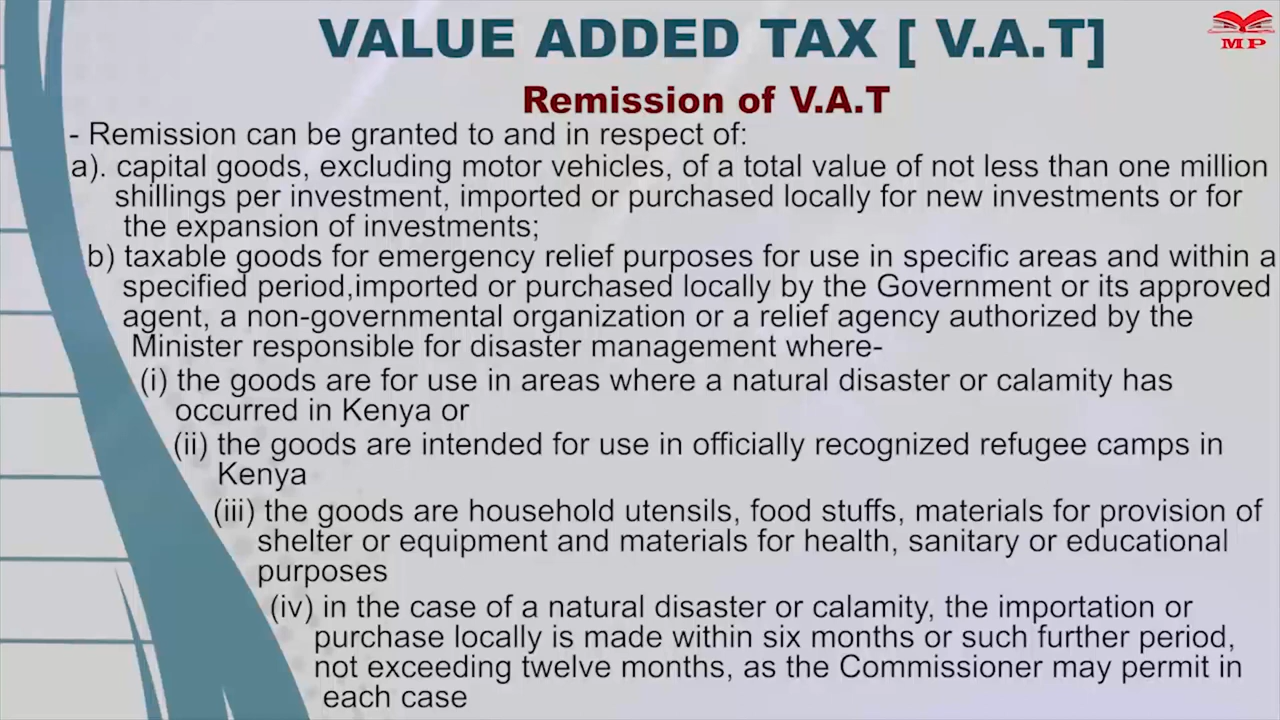 VALUE ADDED TAX [ V.A.T]
M P
Remission of V.A.T
- Remission can be granted to and in respect of:
a). capital goods, excluding motor vehicles, of a total value of not less than one million
shillings per investment, imported or purchased locally for new investments or for
the expansion of investments;
b) taxable goods for emergency relief purposes for use in specific areas and within a
specified period,imported or purchased locally by the Government or its approved
agent, a non-governmental organization or a relief agency authorized by the
Minister responsible for disaster management where-
(i) the goods are for use in areas where a natural disaster or calamity has
occurred in Kenya or
(ii) the goods are intended for use in officially recognized refugee camps in
Kenya
(iii) the goods are household utensils, food stuffs, materials for provision of
shelter or equipment and materials for health, sanitary or educational
purposes
(iv) in the case of a natural disaster or calamity, the importation or
purchase locally is made within six months or such further period,
not exceeding twelve months, as the Commissioner may permit in
each case